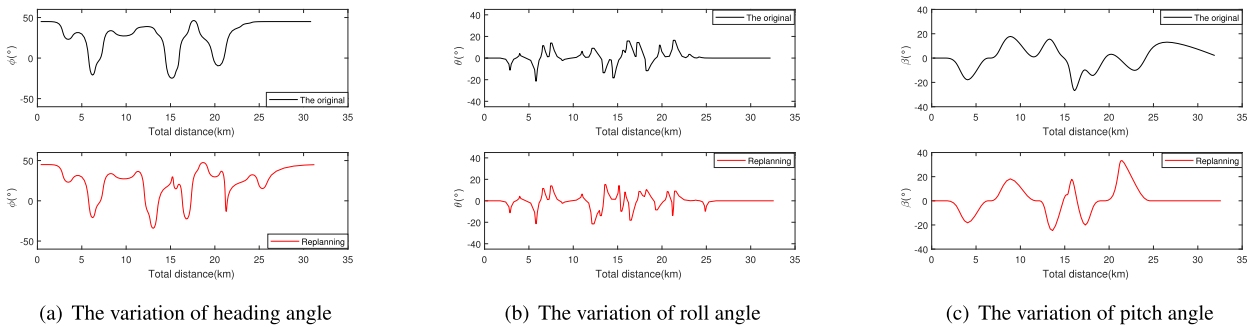 50
0
-50
ϕ(°)
The original
0 5 10 15 20 25 30 35
Total distance(km)
50
0
-50
ϕ(°)
Replanning
0 5 10 15 20 25 30 35
Total distance(km)
(a) The variation of heading angle
40
20
0
-20
-40
θ(°)
The original
0 5 10 15 20 25 30 35
Total distance(km)
40
20
0
-20
-40
θ(°)
Replanning
0 5 10 15 20 25 30 35
Total distance(km)
(b) The variation of roll angle
40
20
0
-20
-40
β(°)
The original
0 5 10 15 20 25 30 35
Total distance(km)
40
20
0
-20
-40
β(°)
Replanning
0 5 10 15 20 25 30 35
Total distance(km)
(c) The variation of pitch angle